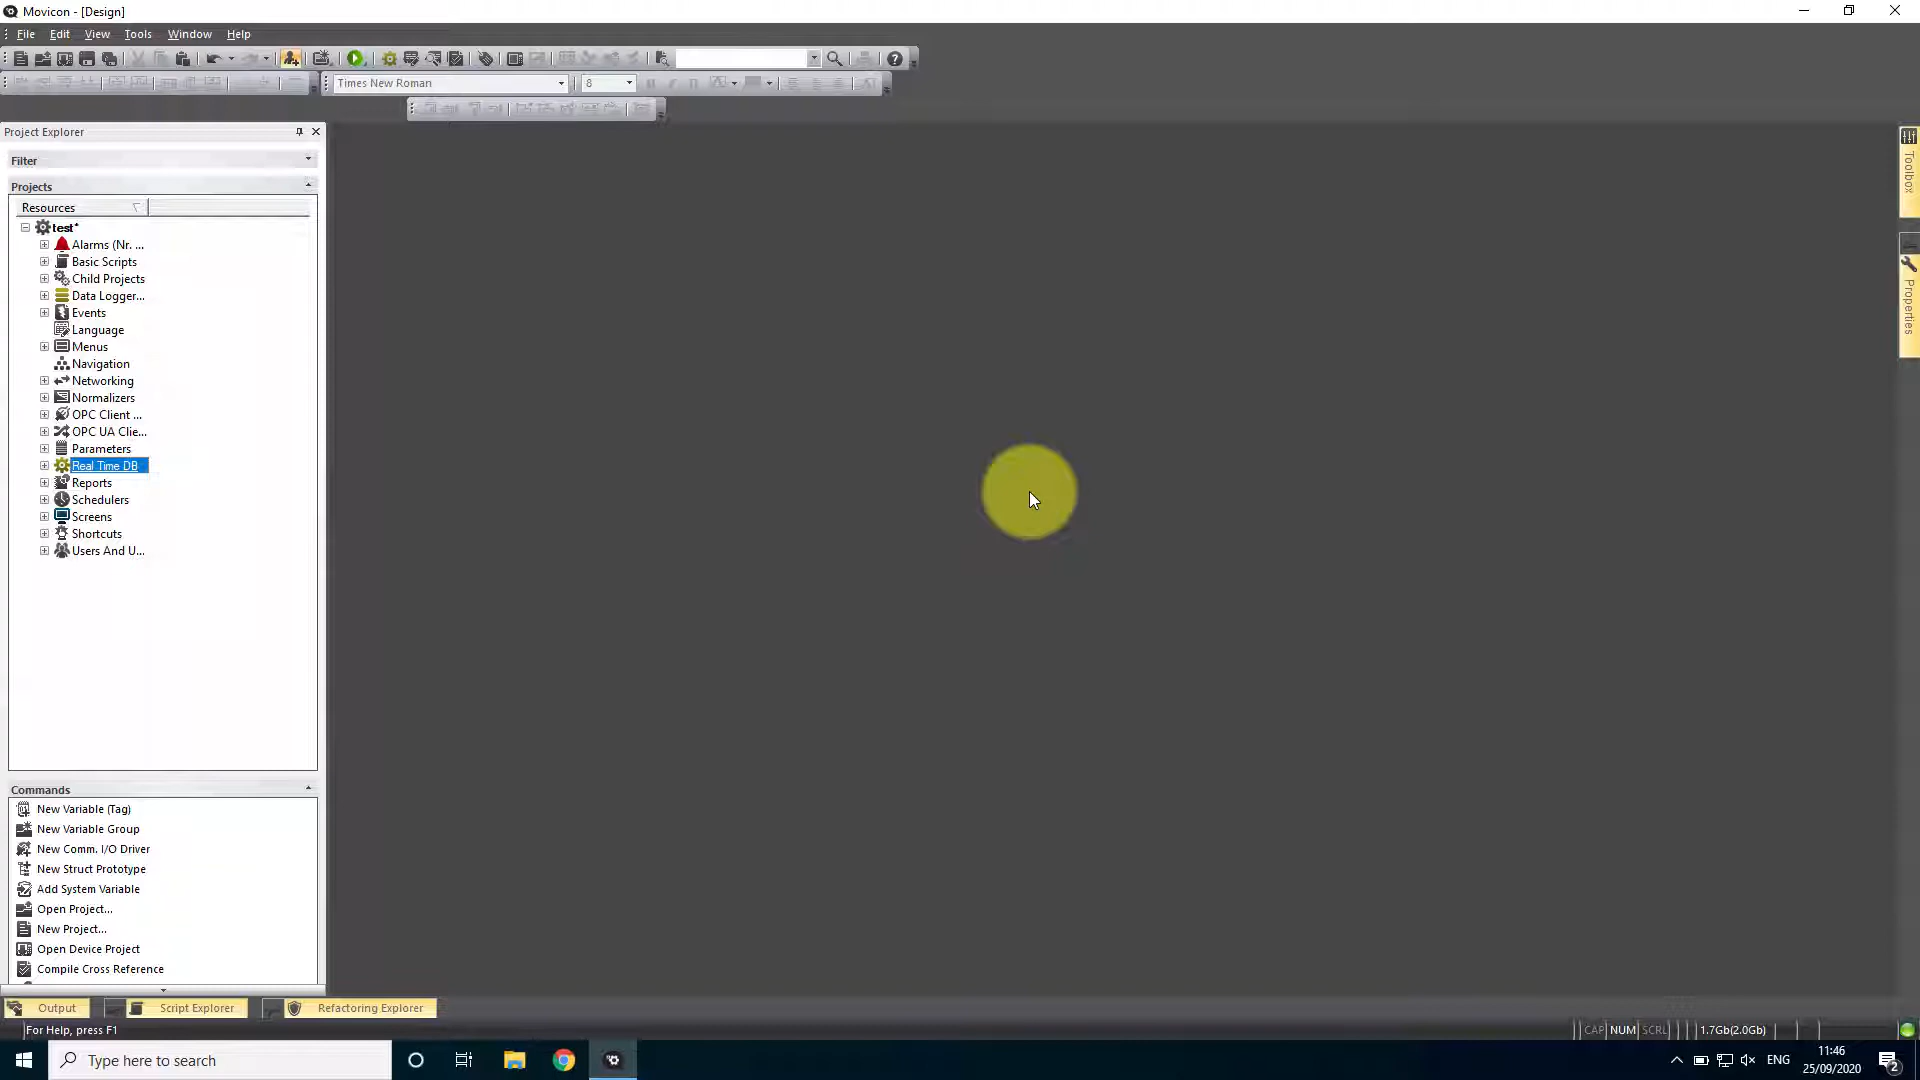 Movicon - [Design]
File Edit View Tools Window Help
Times New Roman 8
Project Explorer
Filter
Projects
Resources
test*
Alarms (Nr. ...
Basic Scripts
Child Projects
Data Logger...
Events
Language
Menus
Navigation
Networking
Normalizers
OPC Client ...
OPC UA Clie...
Parameters
Real Time DB
Reports
Schedulers
Screens
Shortcuts
Users And U...
Commands
New Variable (Tag)
New Variable Group
New Comm. I/O Driver
New Struct Prototype
Add System Variable
Open Project...
New Project...
Open Device Project
Compile Cross Reference
Toolbox
Properties
Output Script Explorer Refactoring Explorer
For Help, press F1
CAP NUM SCRL 1.7Gb(2.0Gb)
Type here to search
ENG
11:46
25/09/2020
2